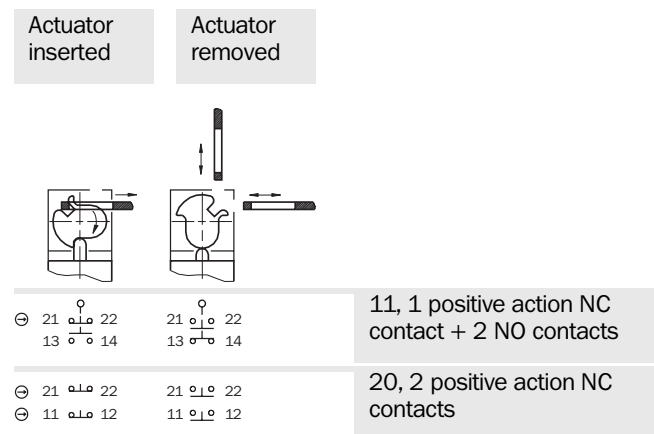 Actuator inserted
Actuator removed
21 22 21 22
13 14 13 14
11, 1 positive action NC
contact + 2 NO contacts
21 22 21 22
11 12 11 12
20, 2 positive action NC
contacts